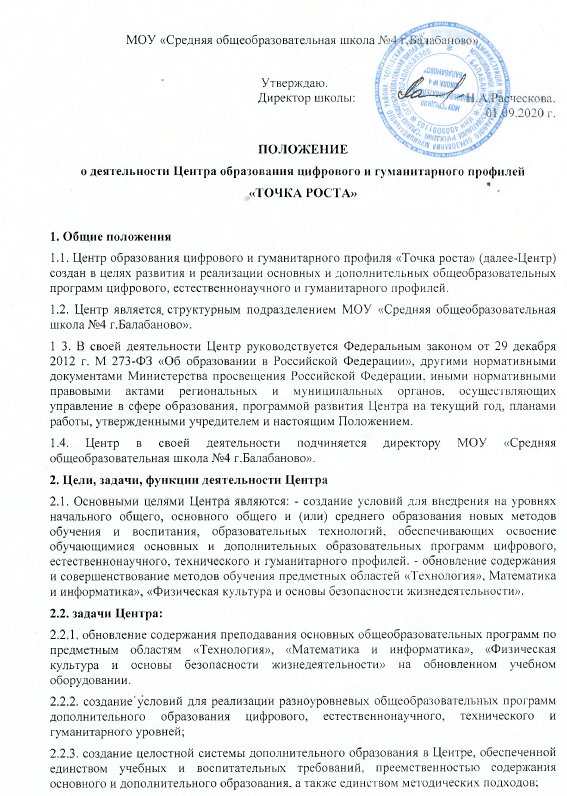 МОУ «Средняя общеобразовательная школа №4 г.Балабаново».
Утверждаю.
Директор школы: Н.А.Расческова.
01.09.2020 г.
ПОЛОЖЕНИЕ
о деятельности Центра образования цифрового и гуманитарного профилей
«ТОЧКА РОСТА»
1. Общие положения
1.1. Центр образования цифрового и гуманитарного профиля «Точка роста» (далее-Центр)
создан в целях развития и реализации основных и дополнительных общеобразовательных
программ цифрового, естественнонаучного и гуманитарного профилей.
1.2. Центр является структурным подразделением МОУ «Средняя общеобразовательная
школа №4 г.Балабаново».
1 3. В своей деятельности Центр руководствуется Федеральным законом от 29 декабря
2012 г. М 273-ФЗ «Об образовании в Российской Федерации», другими нормативными
документами Министерства просвещения Российской Федерации, иными нормативными
правовыми актами региональных и муниципальных органов, осуществляющих
управление в сфере образования, программой развития Центра на текущий год, планами
работы, утвержденными учредителем и настоящим Положением.
1.4. Центр в своей деятельности подчиняется директору МОУ «Средняя
общеобразовательная школа №4 г.Балабаново».
2. Цели, задачи, функции деятельности Центра
2.1. Основными целями Центра являются: - создание условий для внедрения на уровнях
начального общего, основного общего и (или) среднего образования новых методов
обучения и воспитания, образовательных технологий, обеспечивающих освоение
обучающимися основных и дополнительных образовательных программ цифрового,
естественнонаучного, технического и гуманитарного профилей. - обновление содержания
и совершенствование методов обучения предметных областей «Технология», Математика
и информатика», «Физическая культура и основы безопасности жизнедеятельности».
2.2. задачи Центра:
2.2.1. обновление содержания преподавания основных общеобразовательных программ по
предметным областям «Технология», «Математика и информатика», «Физическая
культура и основы безопасности жизнедеятельности» на обновленном учебном
оборудовании.
2.2.2. создание условий для реализации разноуровневых общеобразовательных программ
дополнительного образования цифрового, естественнонаучного, технического и
гуманитарного уровней;
2.2.3. создание целостной системы дополнительного образования в Центре, обеспеченной
единством учебных и воспитательных требований, преемственностью содержания
основного и дополнительного образования, а также единством методических подходов;